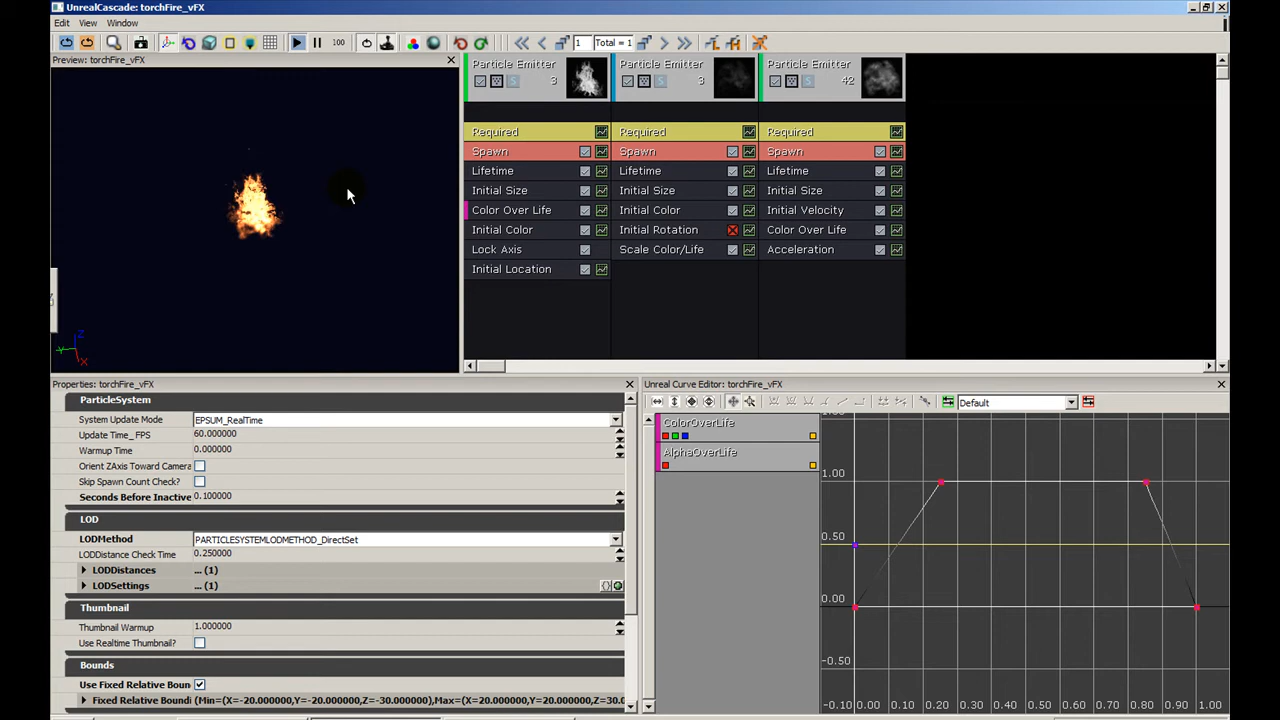 UnrealCascade: torchFire_vFX
Edit View Window
100 1 Total = 1
Preview: torchFire_vFX
Z
Y
X
Particle Emitter 3
Required
Spawn
Lifetime
Initial Size
Color Over Life
Initial Color
Lock Axis
Initial Location
Particle Emitter 3
S
Required
Spawn
Lifetime
Initial Size
Initial Color
Initial Rotation
Scale Color/Life
Particle Emitter 42
S
Required
Spawn
Lifetime
Initial Size
Initial Velocity
Color Over Life
Acceleration
Properties: torchFire_vFX
ParticleSystem
System Update Mode EPSUM_RealTime
Update Time_FPS 60.000000
Warmup Time 0.000000
Orient ZAxis Toward Camera
Skip Spawn Count Check?
Seconds Before Inactive 0.100000
LOD
LODMethod PARTICLESYSTEMLODMETHOD_DirectSet
LODDistance Check Time 0.250000
LODDistances ... (1)
LODSettings ... (1)
Thumbnail
Thumbnail Warmup 1.000000
Use Realtime Thumbnail?
Bounds
Use Fixed Relative Boun
Fixed Relative Boundi (Min=(X=-20.000000,Y=-20.000000,Z=-30.000000),Max=(X=20.000000,Y=20.000000,Z=30.0
Unreal Curve Editor: torchFire_vFX
Default
ColorOverLife
AlphaOverLife
1.00
0.50
0.00
-0.50
-0.10 0.00 0.10 0.20 0.30 0.40 0.50 0.60 0.70 0.80 0.90 1.00